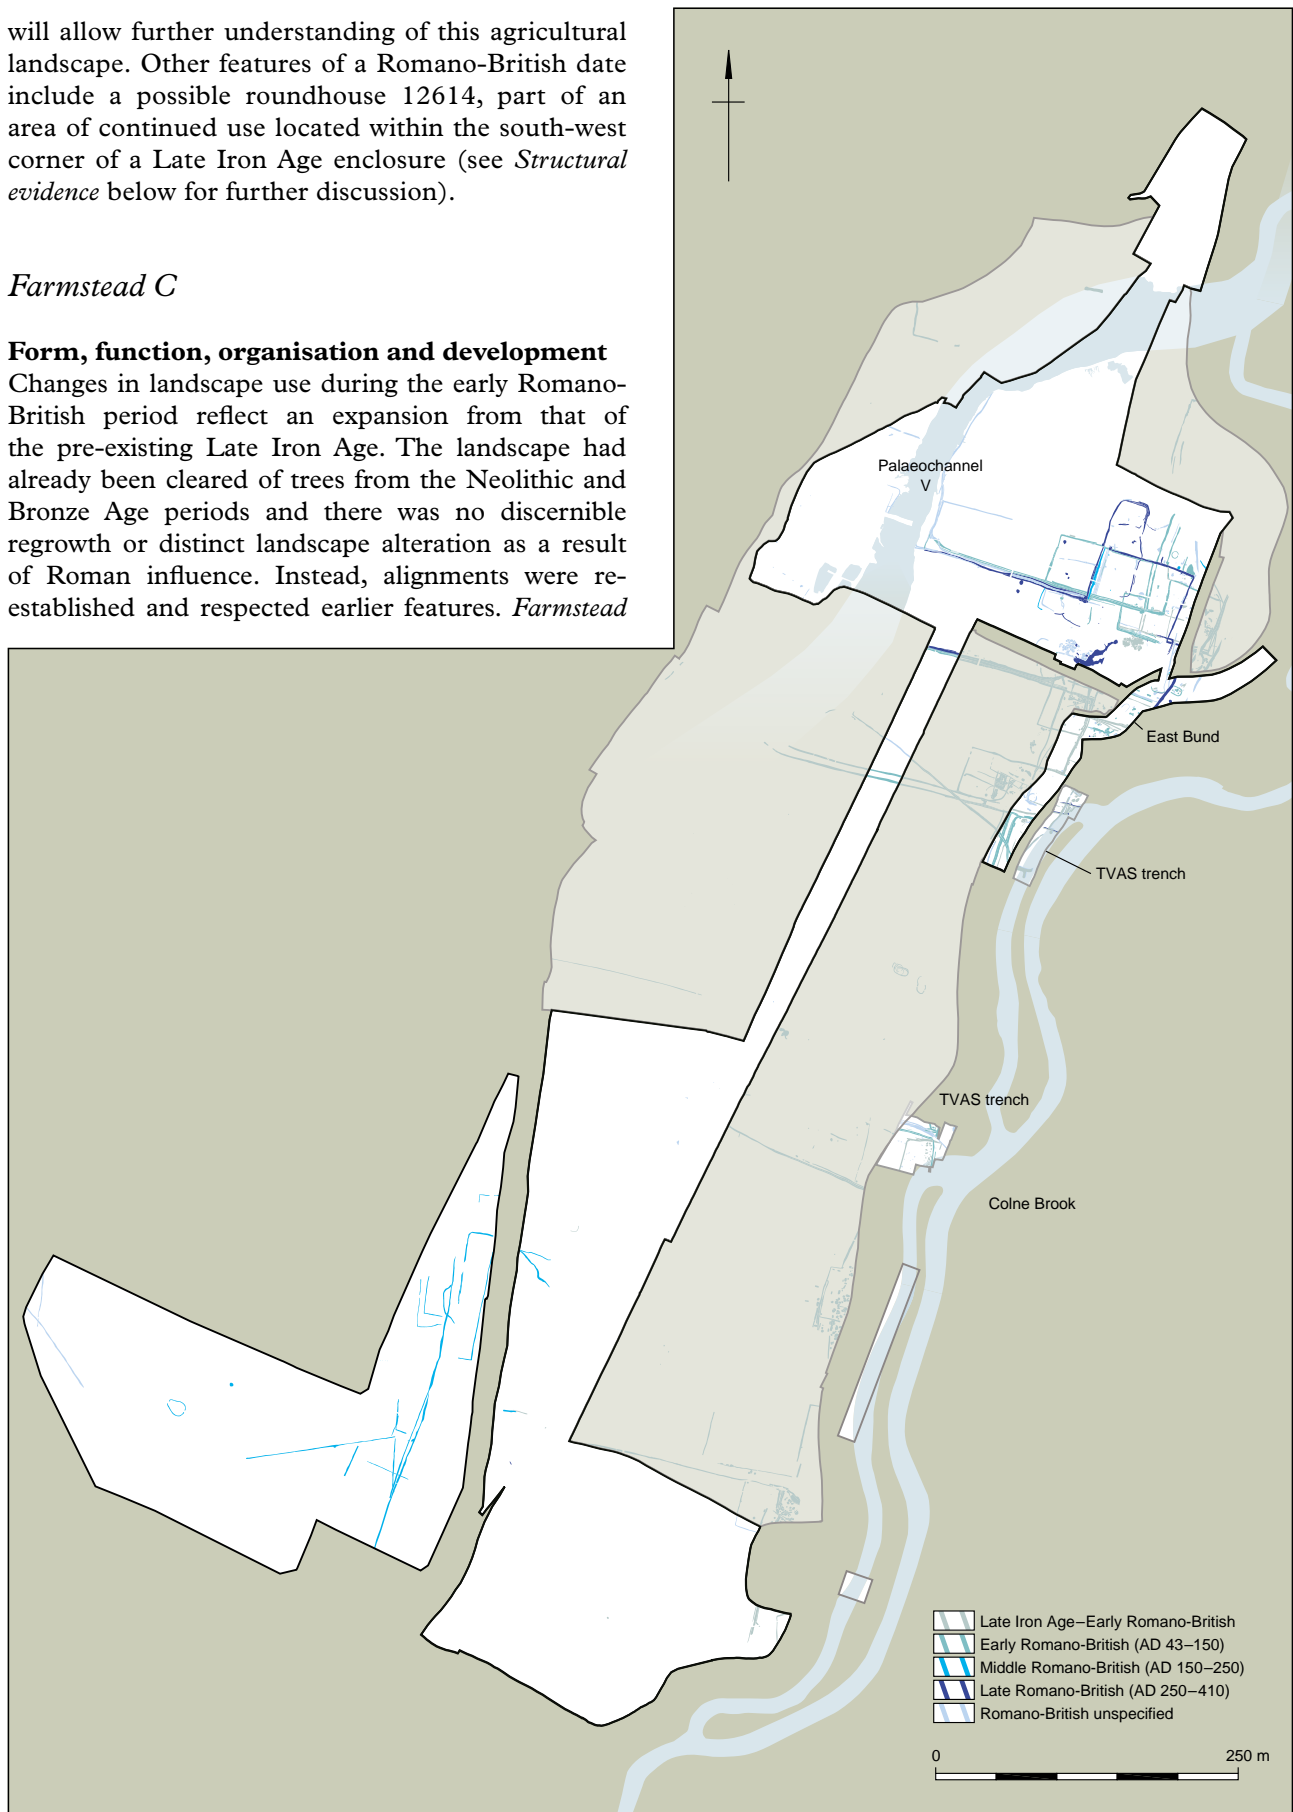 will allow further understanding of this agricultural
landscape. Other features of a Romano-British date
include a possible roundhouse 12614, part of an
area of continued use located within the south-west
corner of a Late Iron Age enclosure (see Structural
evidence below for further discussion).
Farmstead C
Form, function, organisation and development
Changes in landscape use during the early Romano-
British period reflect an expansion from that of
the pre-existing Late Iron Age. The landscape had
already been cleared of trees from the Neolithic and
Bronze Age periods and there was no discernible
regrowth or distinct landscape alteration as a result
of Roman influence. Instead, alignments were re-
established and respected earlier features. Farmstead
Palaeochannel
V
East Bund
TVAS trench
TVAS trench
Colne Brook
Late Iron Age–Early Romano-British
Early Romano-British (AD 43–150)
Middle Romano-British (AD 150–250)
Late Romano-British (AD 250–410)
Romano-British unspecified
0
250 m